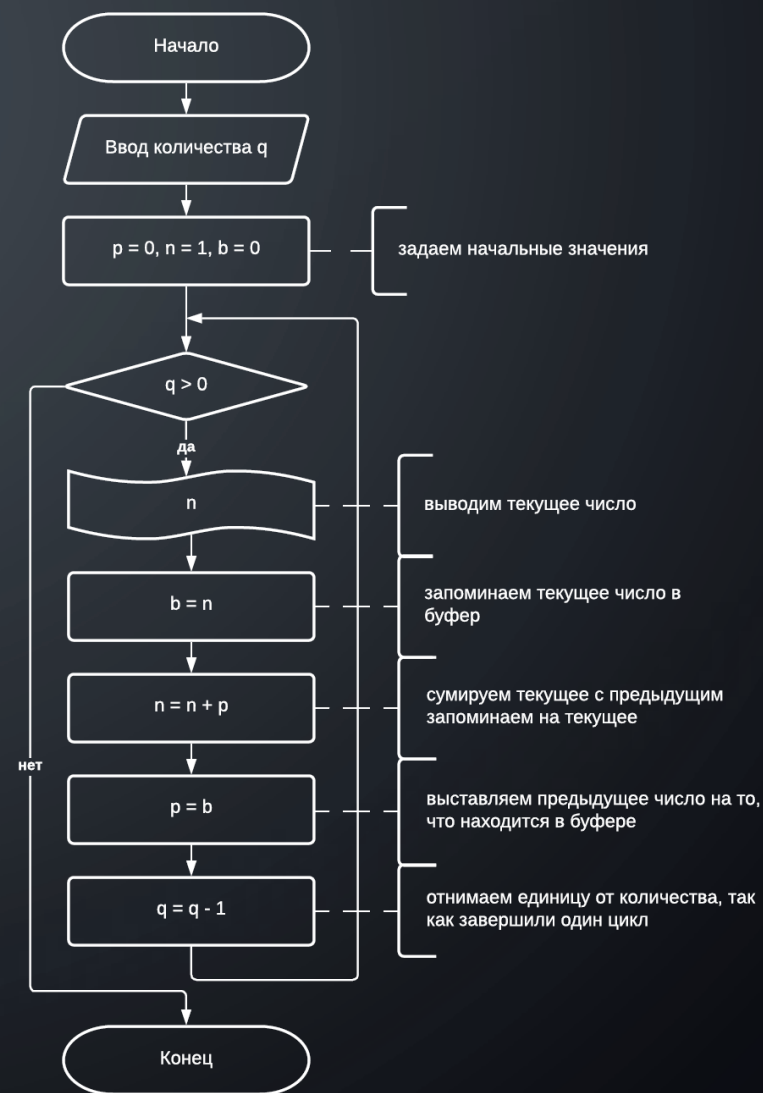 Начало
Ввод количества q
p = 0, n = 1, b = 0
задаем начальные значения
q > 0
да
n
выводим текущее число
b = n
запоминаем текущее число в
буфер
n = n + p
сумируем текущее с предыдущим
запоминаем на текущее
нет
p = b
выставляем предыдущее число на то,
что находится в буфере
q = q - 1
отнимаем единицу от количества, так
как завершили один цикл
Конец